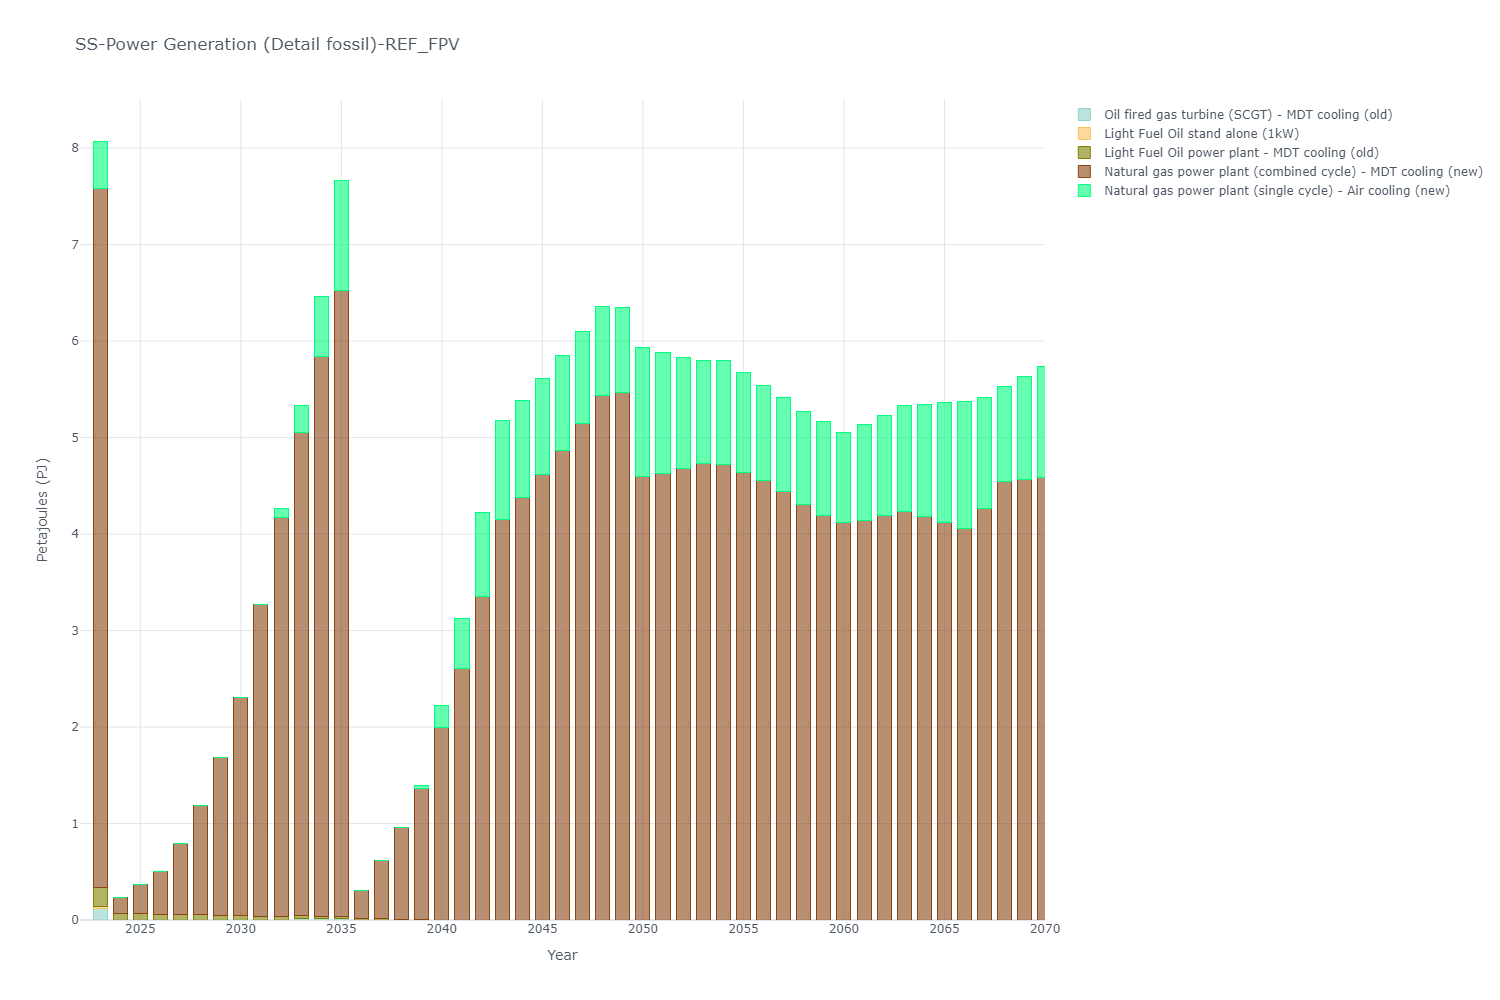 SS-Power Generation (Detail fossil)-REF_FPV
Oil fired gas turbine (SCGT) - MDT cooling (old)
Light Fuel Oil stand alone (1kW)
Light Fuel Oil power plant - MDT cooling (old)
Natural gas power plant (combined cycle) - MDT cooling (new)
Natural gas power plant (single cycle) - Air cooling (new)
8
7
6
5
4
3
2
1
0
Petajoules (PJ)
2025 2030 2035 2040 2045 2050 2055 2060 2065 2070
Year